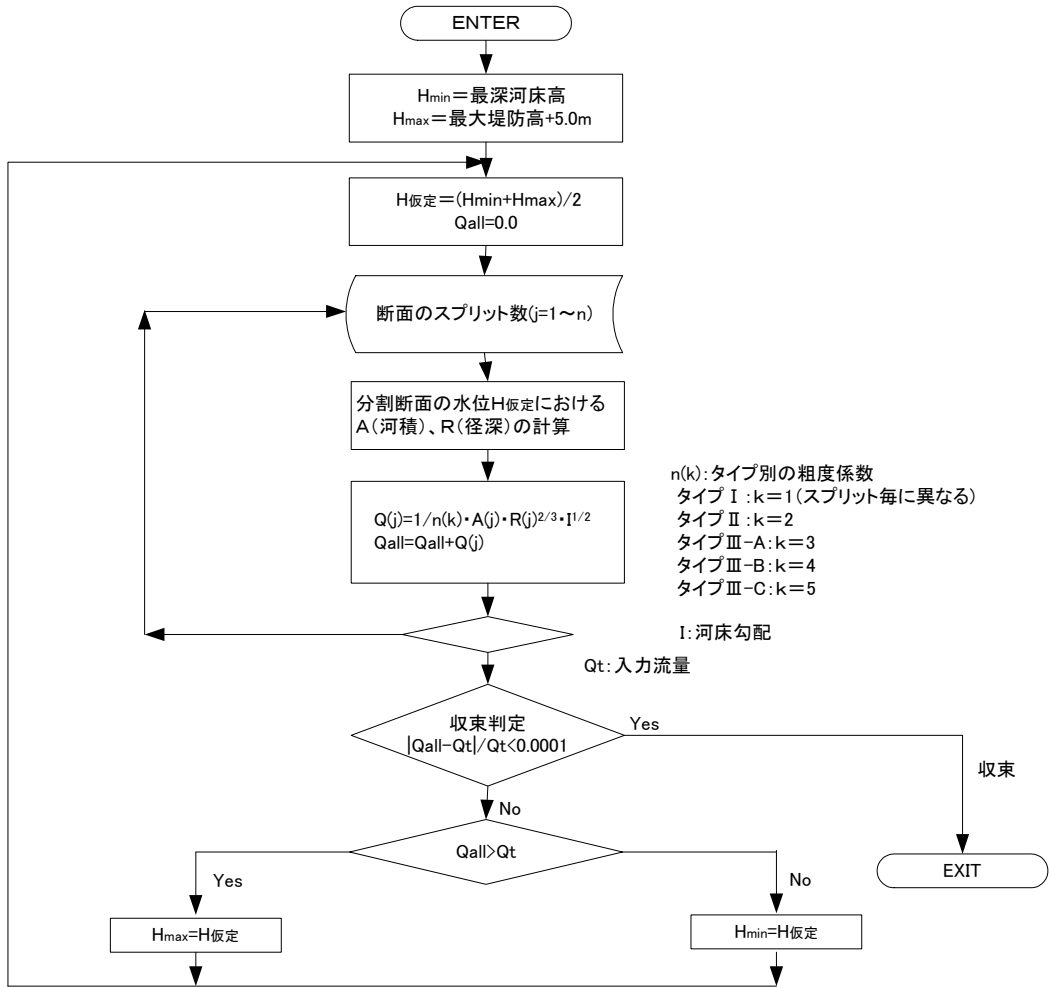 ENTER
Hmin＝最深河床高
Hmax＝最大堤防高+5.0m
H仮定＝(Hmin+Hmax)/2
Qall=0.0
断面のスプリット数(j=1～n)
分割断面の水位H仮定における
A（河積）、R（径深）の計算
n(k)：タイプ別の粗度係数
タイプⅠ：k＝1（スプリット毎に異なる）
タイプⅡ：k＝2
タイプⅢ-A：k＝3
タイプⅢ-B：k＝4
タイプⅢ-C：k＝5
Q(j)=1/n(k)・A(j)・R(j)2/3・I1/2
Qall=Qall+Q(j)
I：河床勾配
Qt：入力流量
収束判定
|Qall-Qt|/Qt<0.0001
Yes
収束
No
Qall>Qt
EXIT
Yes
No
Hmax=H仮定
Hmin=H仮定